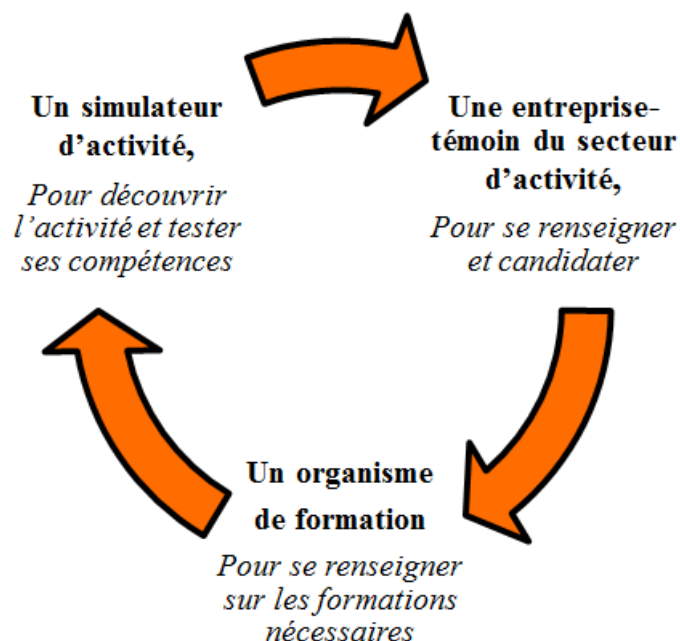 Un simulateur
d'activité,
Pour découvrir
l'activité et tester
ses compétences
Une entreprise-
témoin du secteur
d'activité,
Pour se renseigner
et candidater
Un organisme
de formation
Pour se renseigner
sur les formations
nécessaires